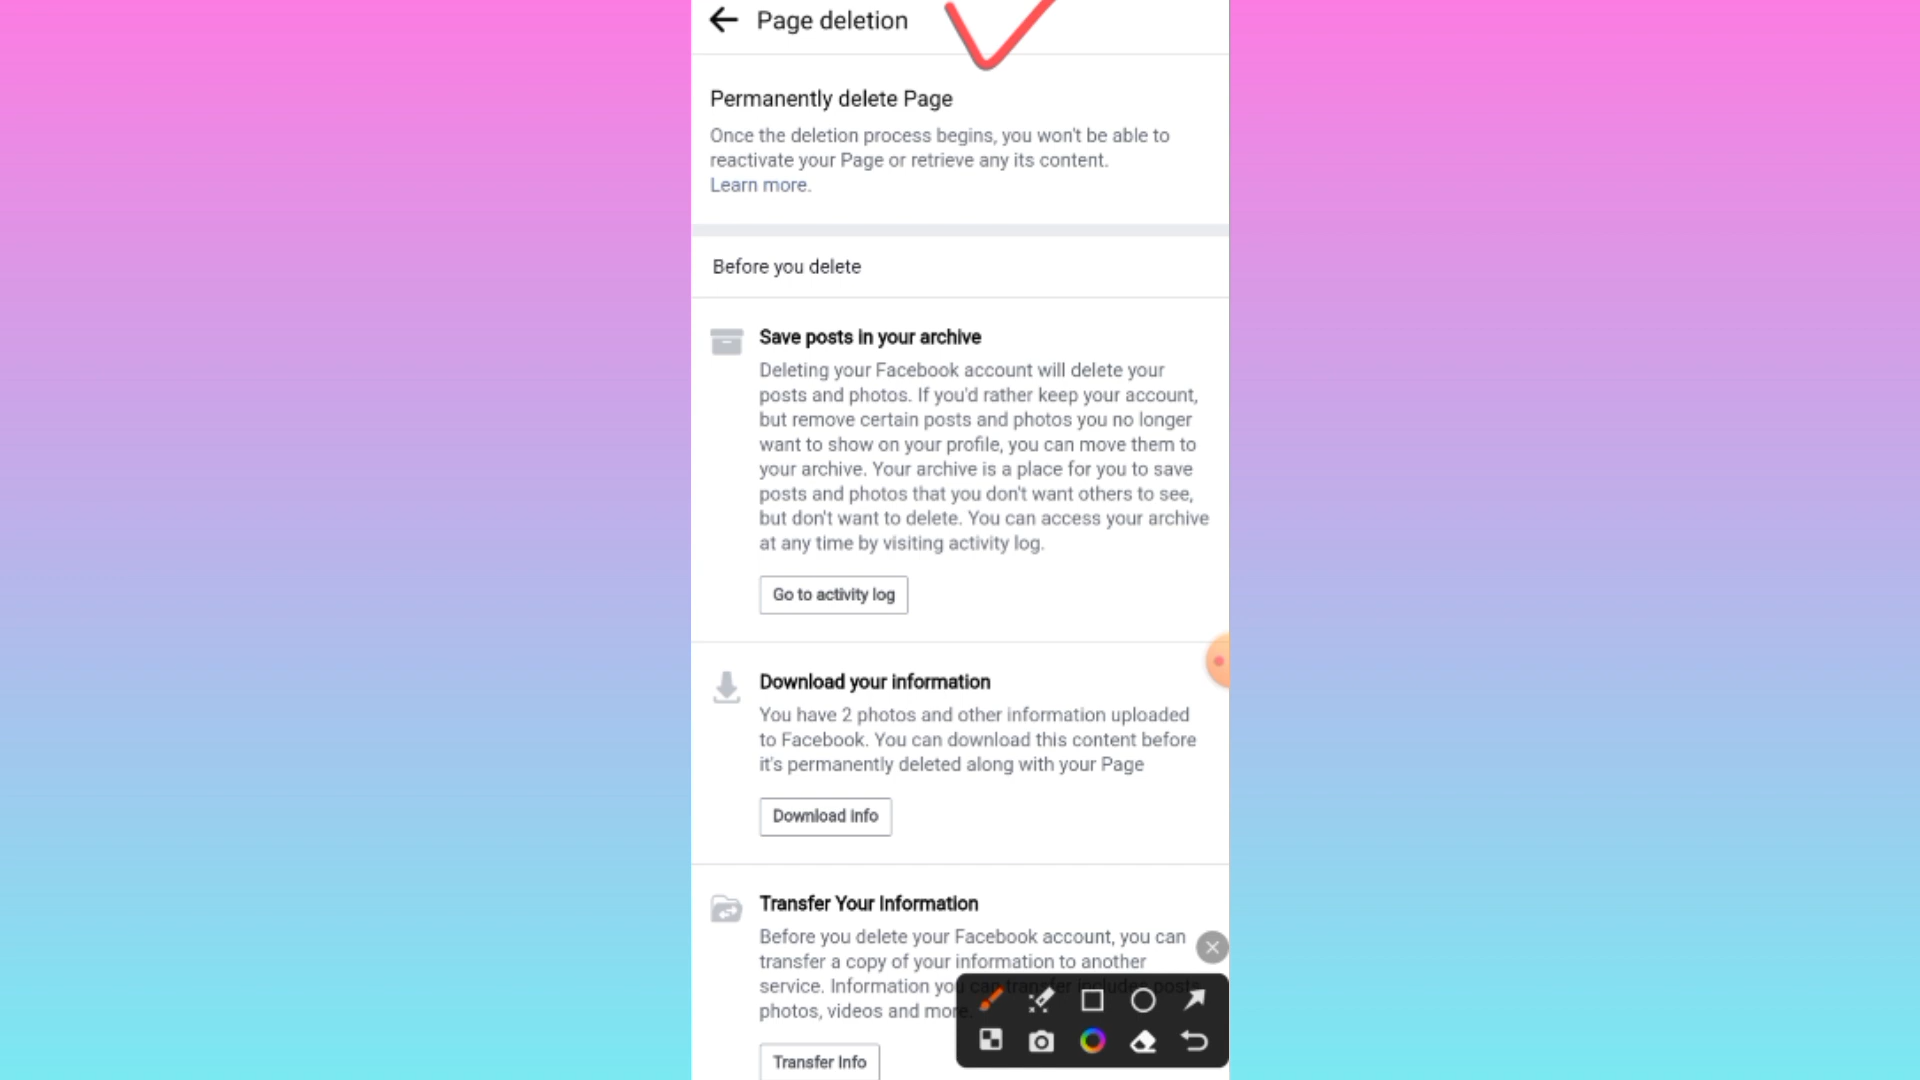 Page deletion
Permanently delete Page
Once the deletion process begins, you won't be able to
reactivate your Page or retrieve any its content.
Learn more.
Before you delete
Save posts in your archive
Deleting your Facebook account will delete your
posts and photos. If you'd rather keep your account,
but remove certain posts and photos you no longer
want to show on your profile, you can move them to
your archive. Your archive is a place for you to save
posts and photos that you don't want others to see,
but don't want to delete. You can access your archive
at any time by visiting activity log.
Go to activity log
Download your information
You have 2 photos and other information uploaded
to Facebook. You can download this content before
it's permanently deleted along with your Page
Download info
Transfer Your Information
Before you delete your Facebook account, you can
transfer a copy of your information to another
service. Information you can transfer includes posts,
photos, videos and more.
Transfer Info